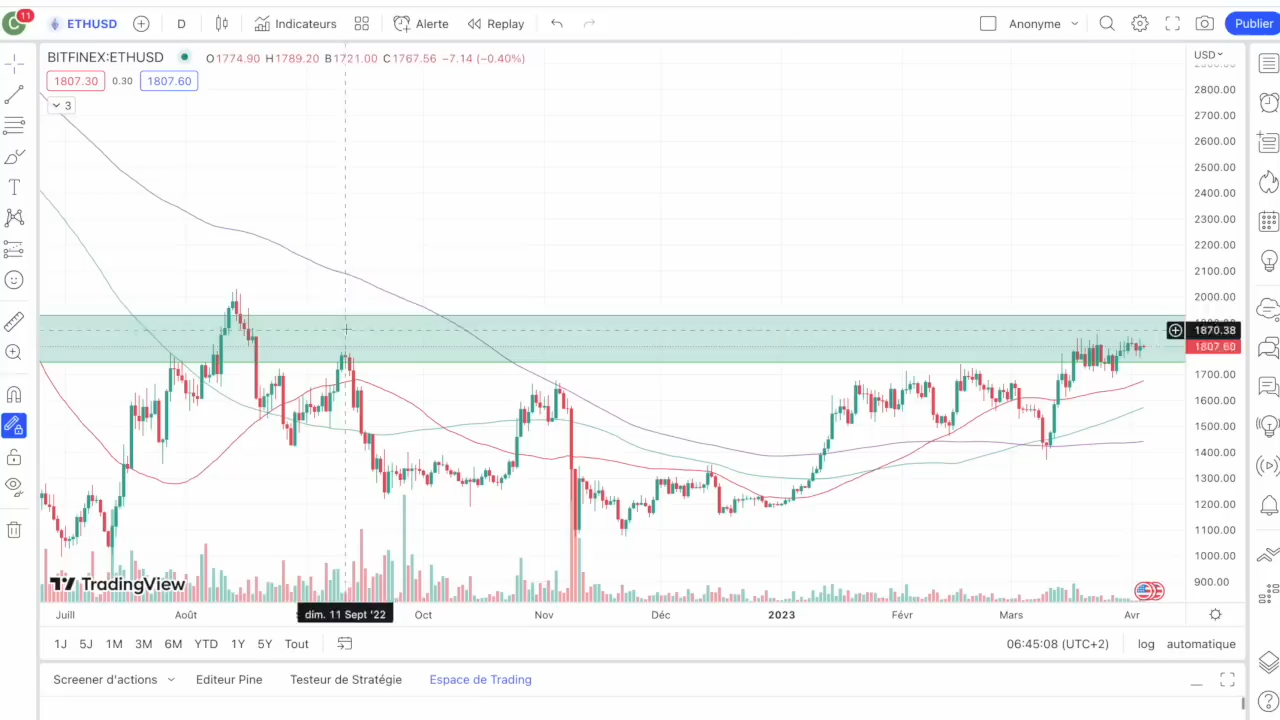 C 11 ETHUSD D Indicateurs Alerte Replay Anonyme Publier
BITFINEX:ETHUSD O1774.90 H1789.20 B1721.00 C1767.56 −7.14 (−0.40%)
USD
1807.30 0.30 1807.60
3
2800.00
2700.00
2600.00
2500.00
2400.00
2300.00
2200.00
2100.00
2000.00
1870.38
1807.60
1700.00
1600.00
1500.00
1400.00
1300.00
1200.00
1100.00
1000.00
900.00
TradingView
Juill Août dim. 11 Sept '22 Oct Nov Déc 2023 Févr Mars Avr
1J 5J 1M 3M 6M YTD 1Y 5Y Tout 06:45:08 (UTC+2) log automatique
Screener d'actions Editeur Pine Testeur de Stratégie Espace de Trading